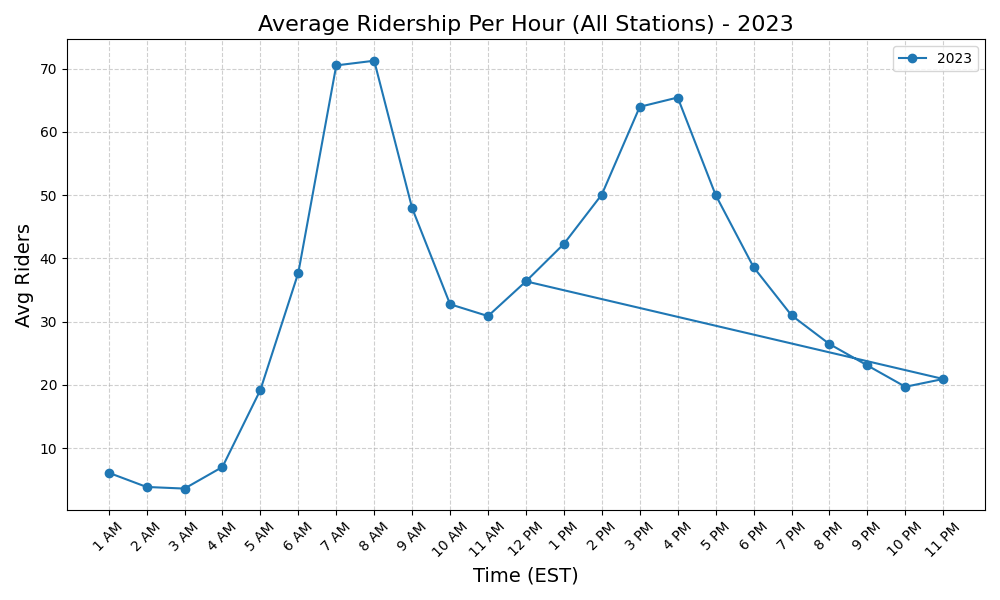 Average Ridership Per Hour (All Stations) - 2023
2023
Avg Riders
70
60
50
40
30
20
10
1 AM
2 AM
3 AM
4 AM
5 AM
6 AM
7 AM
8 AM
9 AM
10 AM
11 AM
12 PM
1 PM
2 PM
3 PM
4 PM
5 PM
6 PM
7 PM
8 PM
9 PM
10 PM
11 PM
Time (EST)